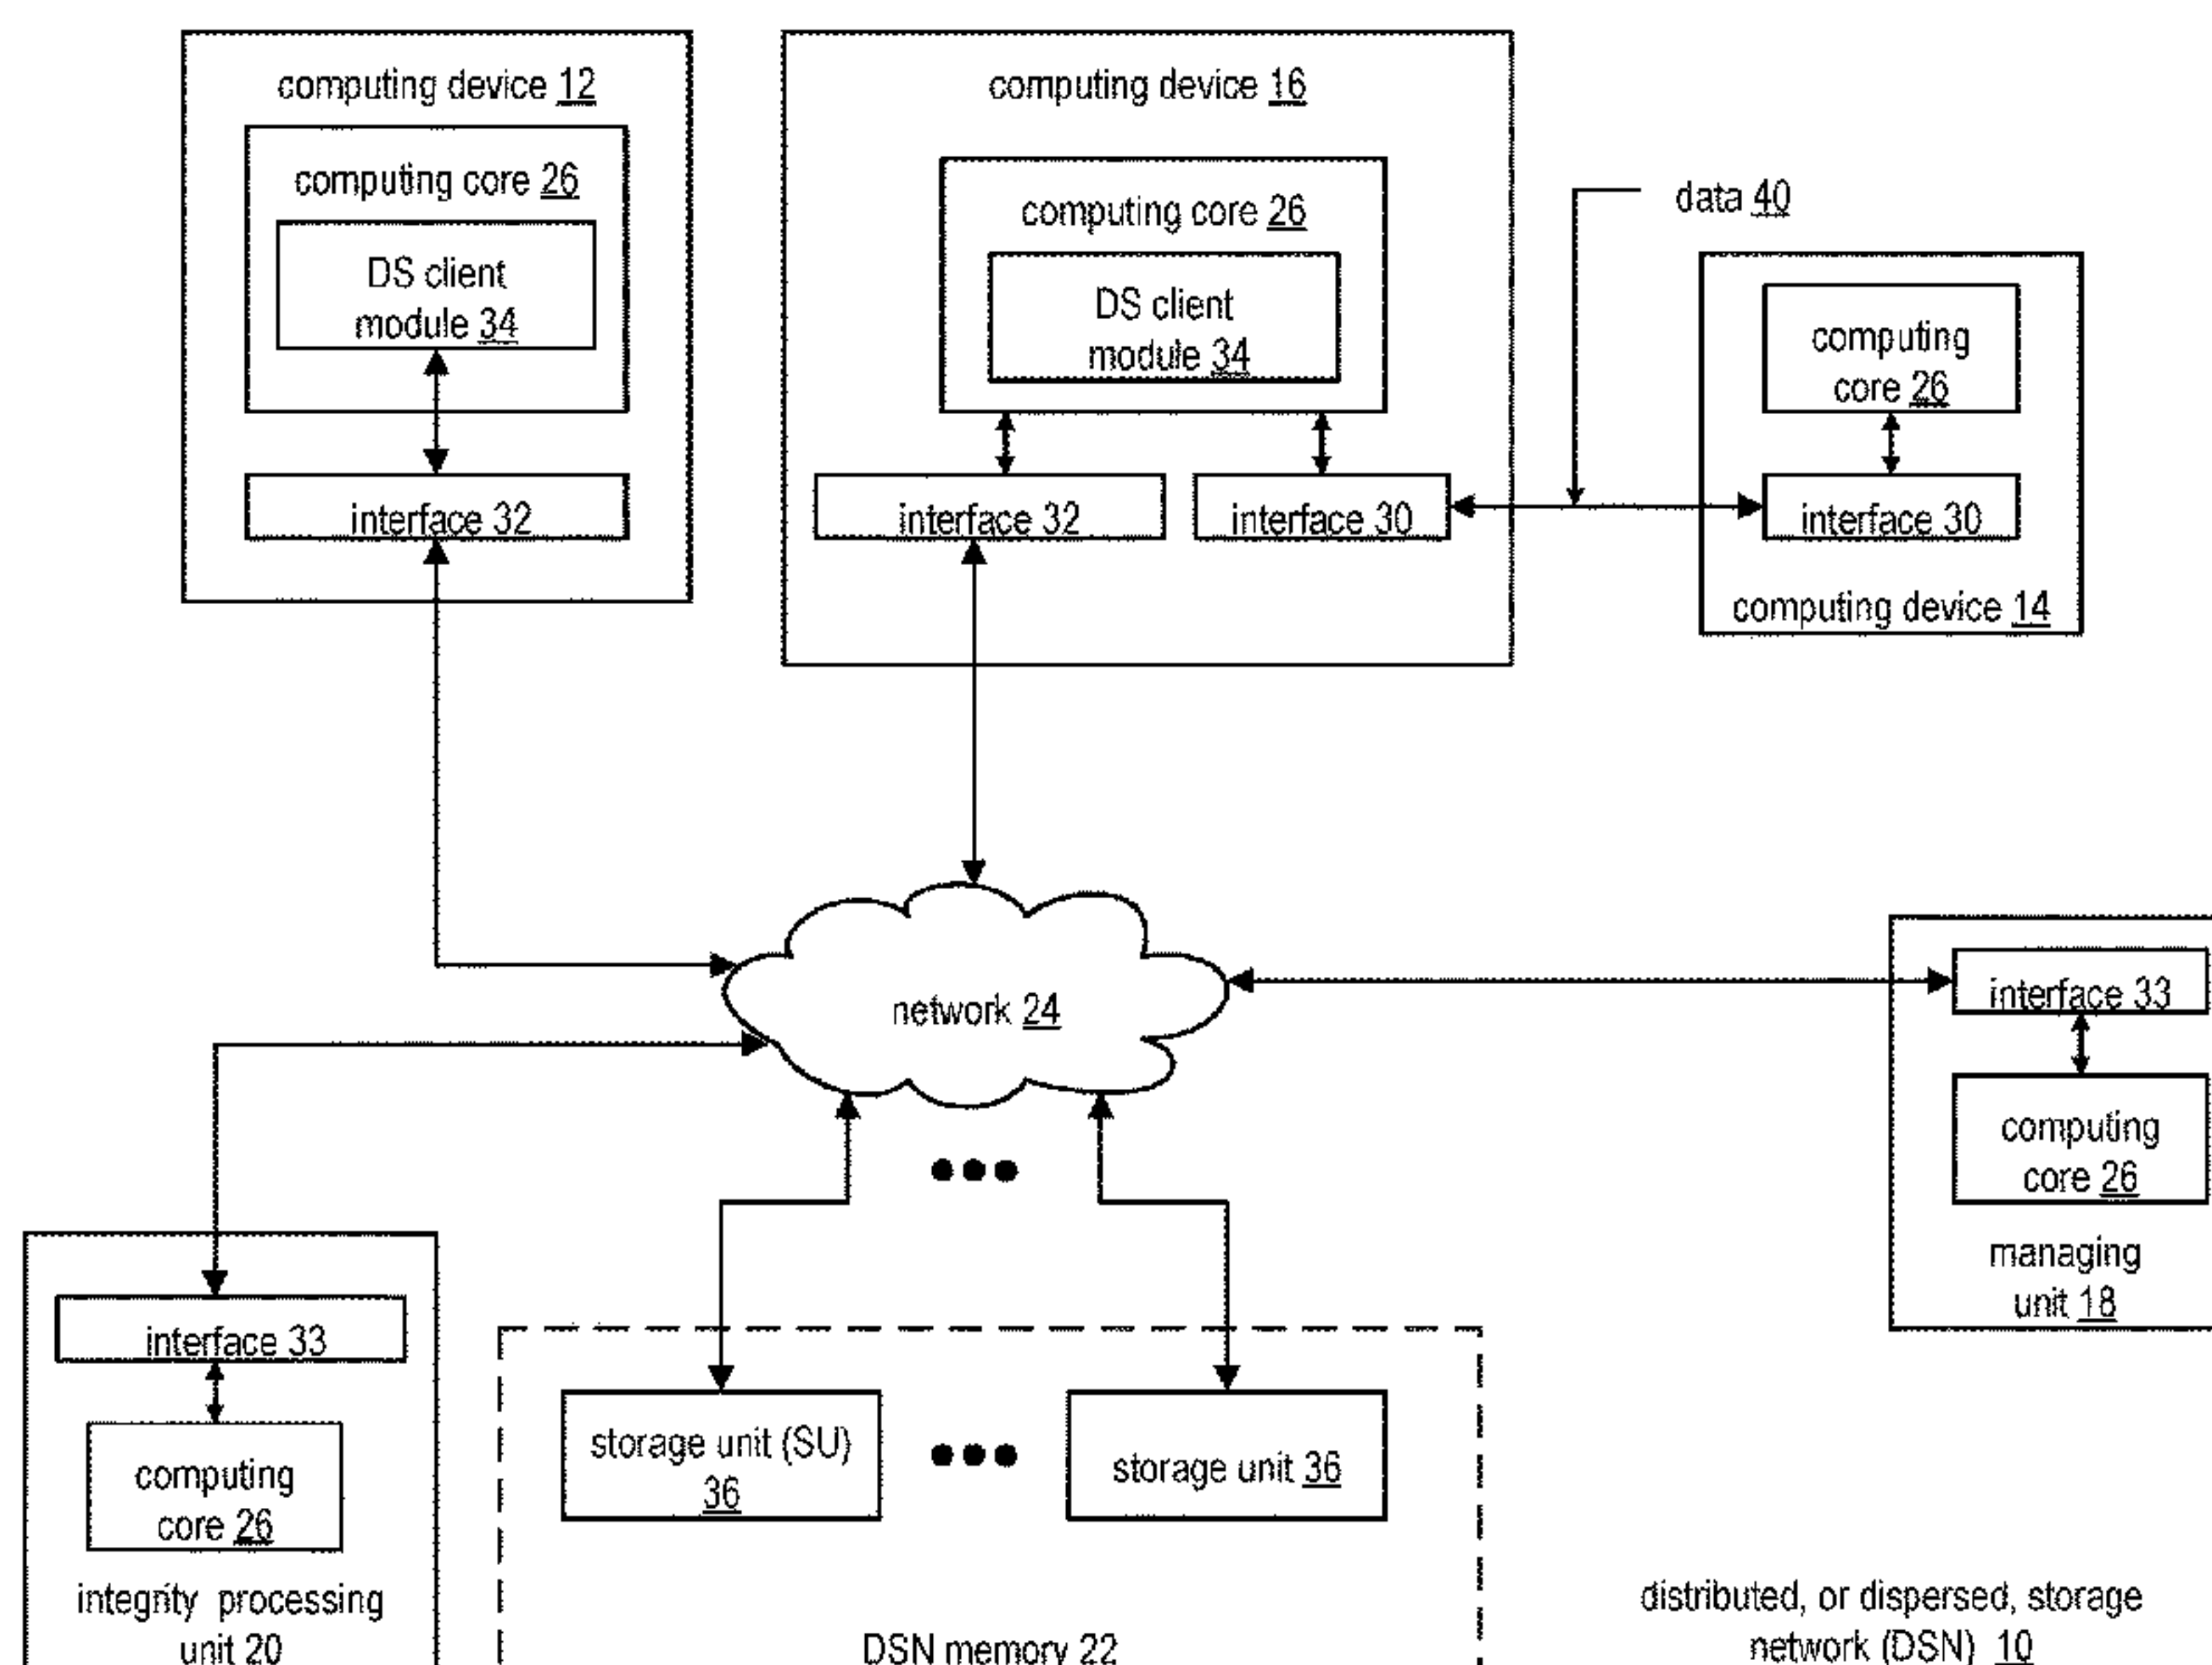 computing device 12
computing core 26
DS client
module 34
interface 32
computing device 16
computing core 26
DS client
module 34
interface 32
interface 30
data 40
computing
core 26
interface 30
computing device 14
network 24
interface 33
computing
core 26
managing
unit 18
interface 33
computing
core 26
integrity processing
unit 20
storage unit (SU)
36
storage unit 36
DSN memory 22
distributed, or dispersed, storage
network (DSN) 10